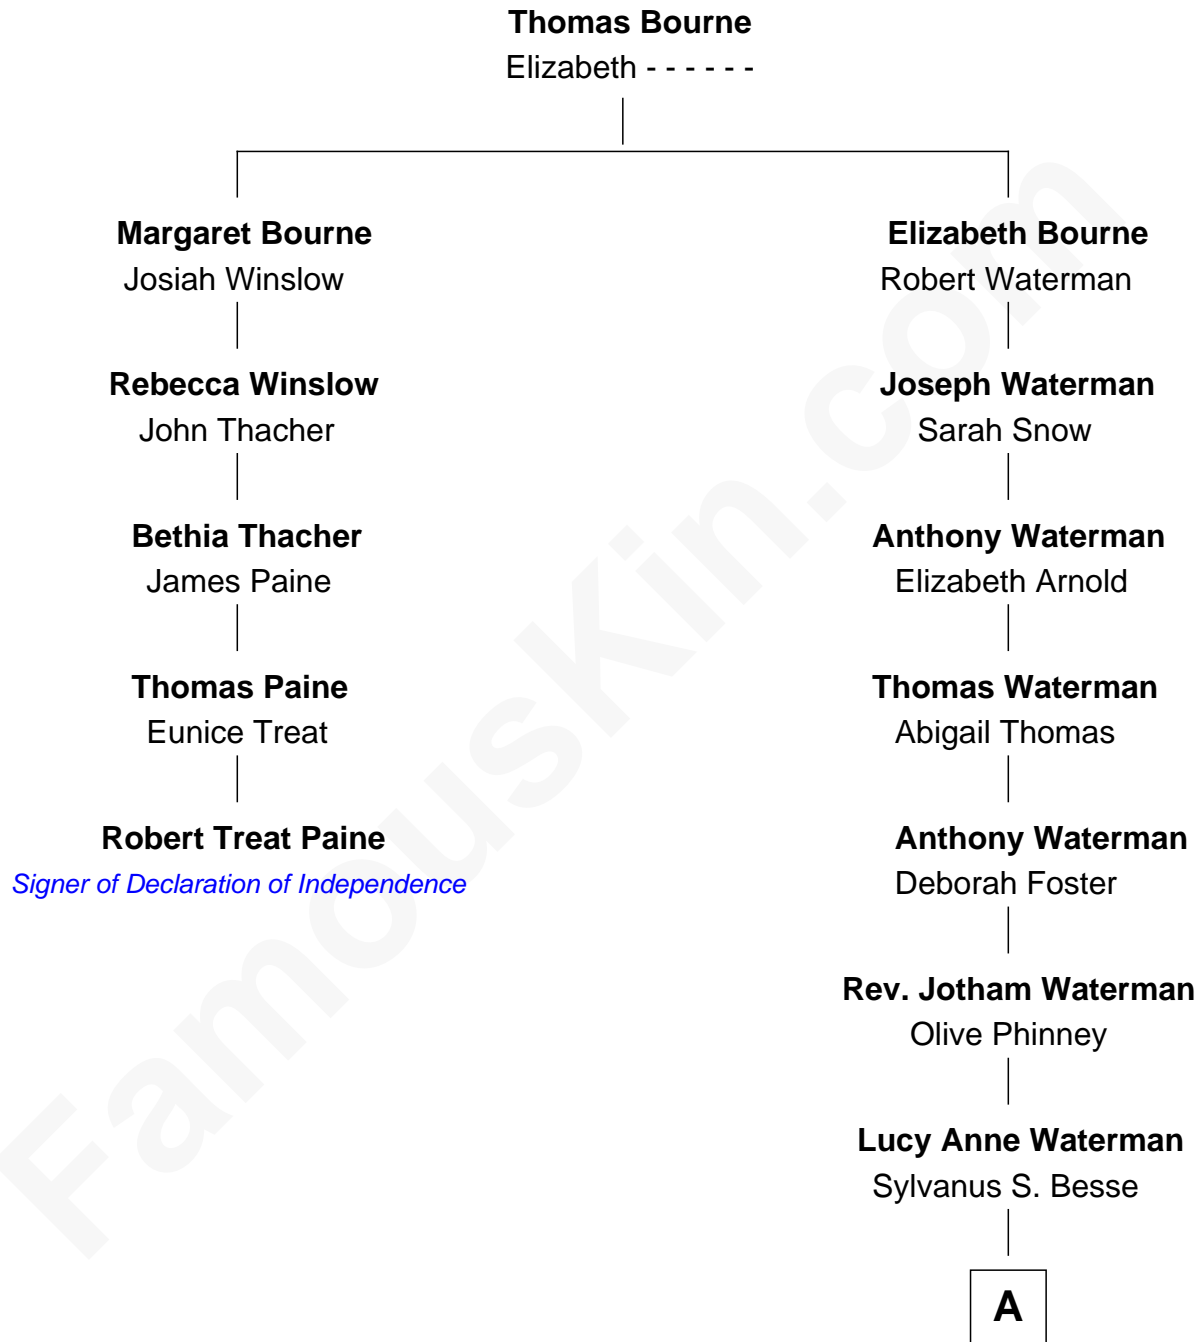 Thomas Bourne
Elizabeth - - - - - -
Margaret Bourne
Josiah Winslow
Rebecca Winslow
John Thacher
Bethia Thacher
James Paine
Thomas Paine
Eunice Treat
Robert Treat Paine
Signer of Declaration of Independence
Elizabeth Bourne
Robert Waterman
Joseph Waterman
Sarah Snow
Anthony Waterman
Elizabeth Arnold
Thomas Waterman
Abigail Thomas
Anthony Waterman
Deborah Foster
Rev. Jotham Waterman
Olive Phinney
Lucy Anne Waterman
Sylvanus S. Besse
A
FamousKin.com